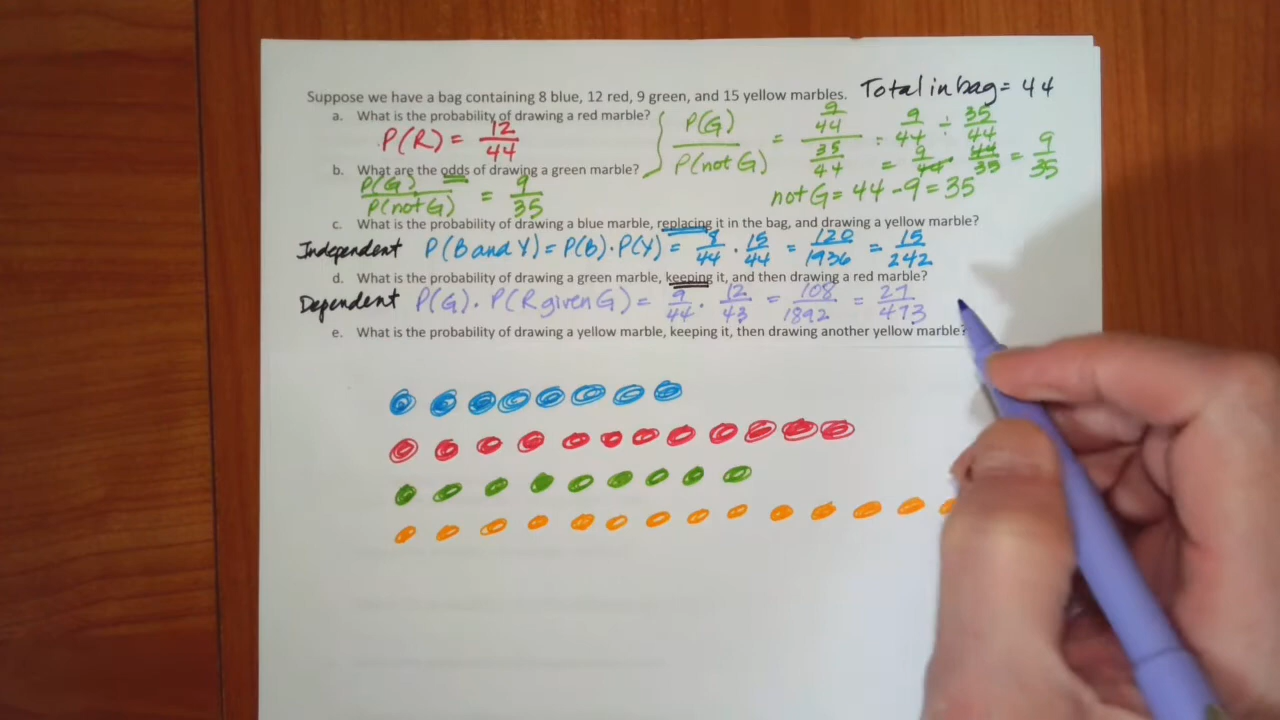 Suppose we have a bag containing 8 blue, 12 red, 9 green, and 15 yellow marbles. Total in bag = 44
a. What is the probability of drawing a red marble?
P(R) = 12/44
P(G)/P(not G) = 9/44 / 35/44 = 9/44 ÷ 35/44
= 9/44 · 44/35 = 9/35
b. What are the odds of drawing a green marble?
P(G)/P(not G) = 9/35
not G = 44 - 9 = 35
c. What is the probability of drawing a blue marble, replacing it in the bag, and drawing a yellow marble?
Independent P(B and Y) = P(B) · P(Y) = 8/44 · 15/44 = 120/1936 = 15/242
d. What is the probability of drawing a green marble, keeping it, and then drawing a red marble?
Dependent P(G) · P(R given G) = 9/44 · 12/43 = 108/1892 = 27/473
e. What is the probability of drawing a yellow marble, keeping it, then drawing another yellow marble?